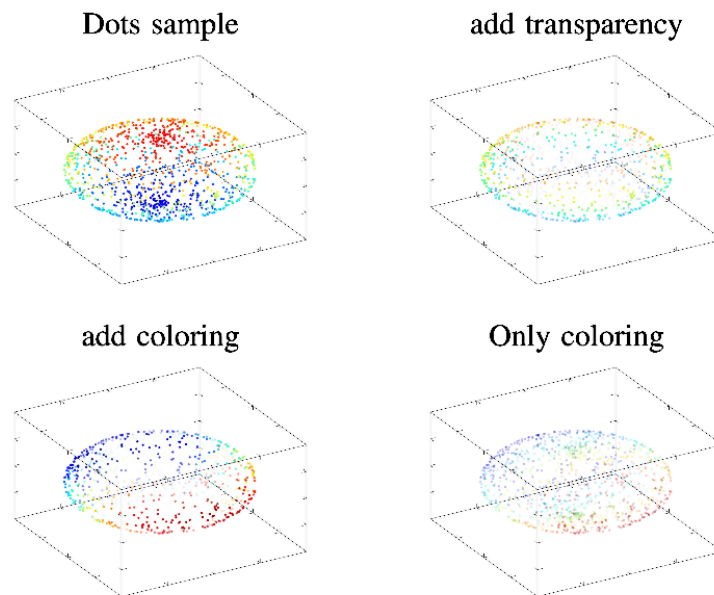 Dots sample
add transparency
add coloring
Only coloring